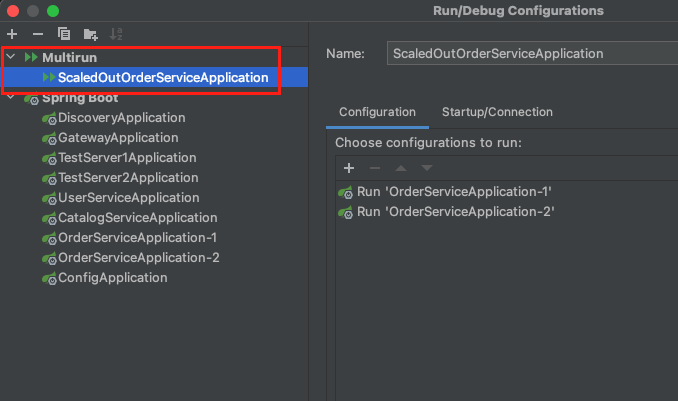 Run/Debug Configurations
Multirun
ScaledOutOrderServiceApplication
Spring Boot
DiscoveryApplication
GatewayApplication
TestServer1Application
TestServer2Application
UserServiceApplication
CatalogServiceApplication
OrderServiceApplication-1
OrderServiceApplication-2
ConfigApplication
Name: ScaledOutOrderServiceApplication
Configuration Startup/Connection
Choose configurations to run:
Run 'OrderServiceApplication-1'
Run 'OrderServiceApplication-2'